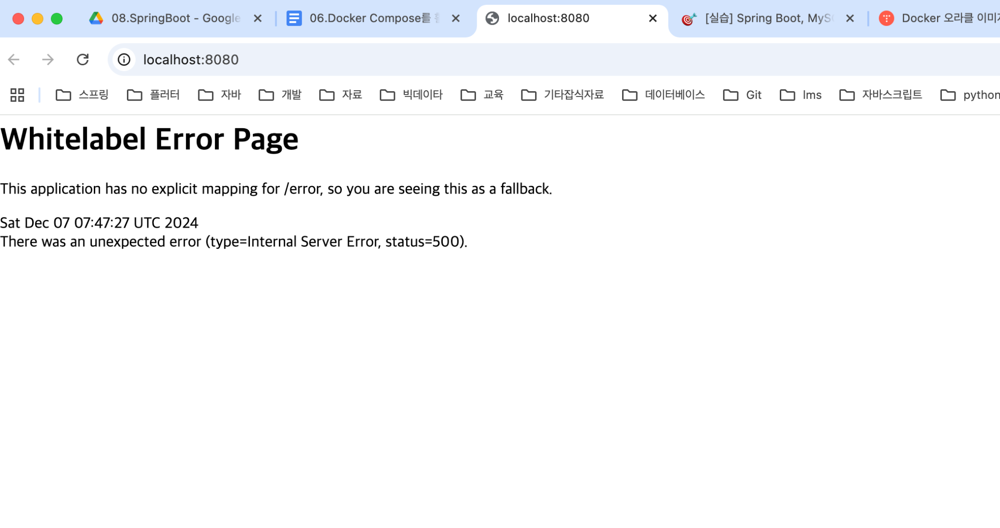 08.SpringBoot - Google
06.Docker Compose를
localhost:8080
[실습] Spring Boot, MyS
Docker 오라클
localhost:8080
스프링
플러터
자바
개발
자료
빅데이타
교육
기타잡식자료
데이터베이스
Git
lms
자바스크립트
python
Whitelabel Error Page
This application has no explicit mapping for /error, so you are seeing this as a fallback.
Sat Dec 07 07:47:27 UTC 2024
There was an unexpected error (type=Internal Server Error, status=500).